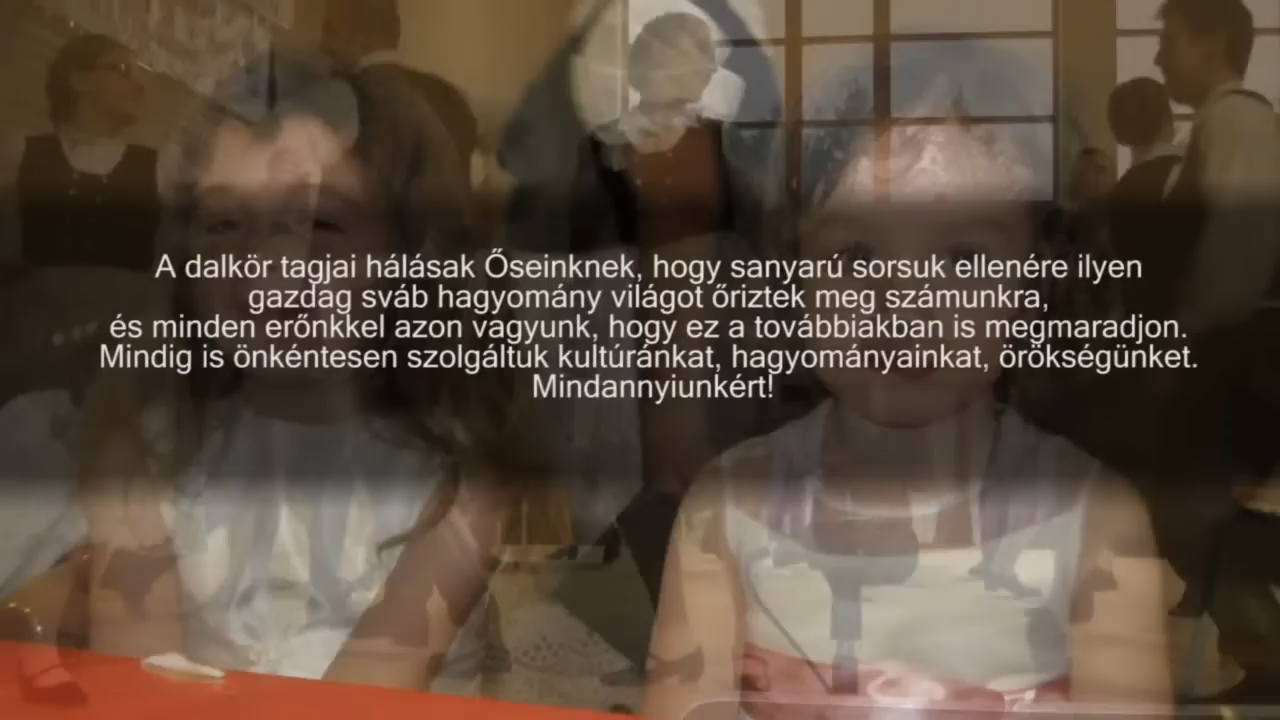 A dalkör tagjai hálásak Őseinknek, hogy sanyarú sorsuk ellenére ilyen
gazdag sváb hagyomány világot őriztek meg számunkra,
és minden erőnkkel azon vagyunk, hogy ez a továbbiakban is megmaradjon.
Mindig is önkéntesen szolgáltuk kultúránkat, hagyományainkat, örökségünket.
Mindannyiunkért!